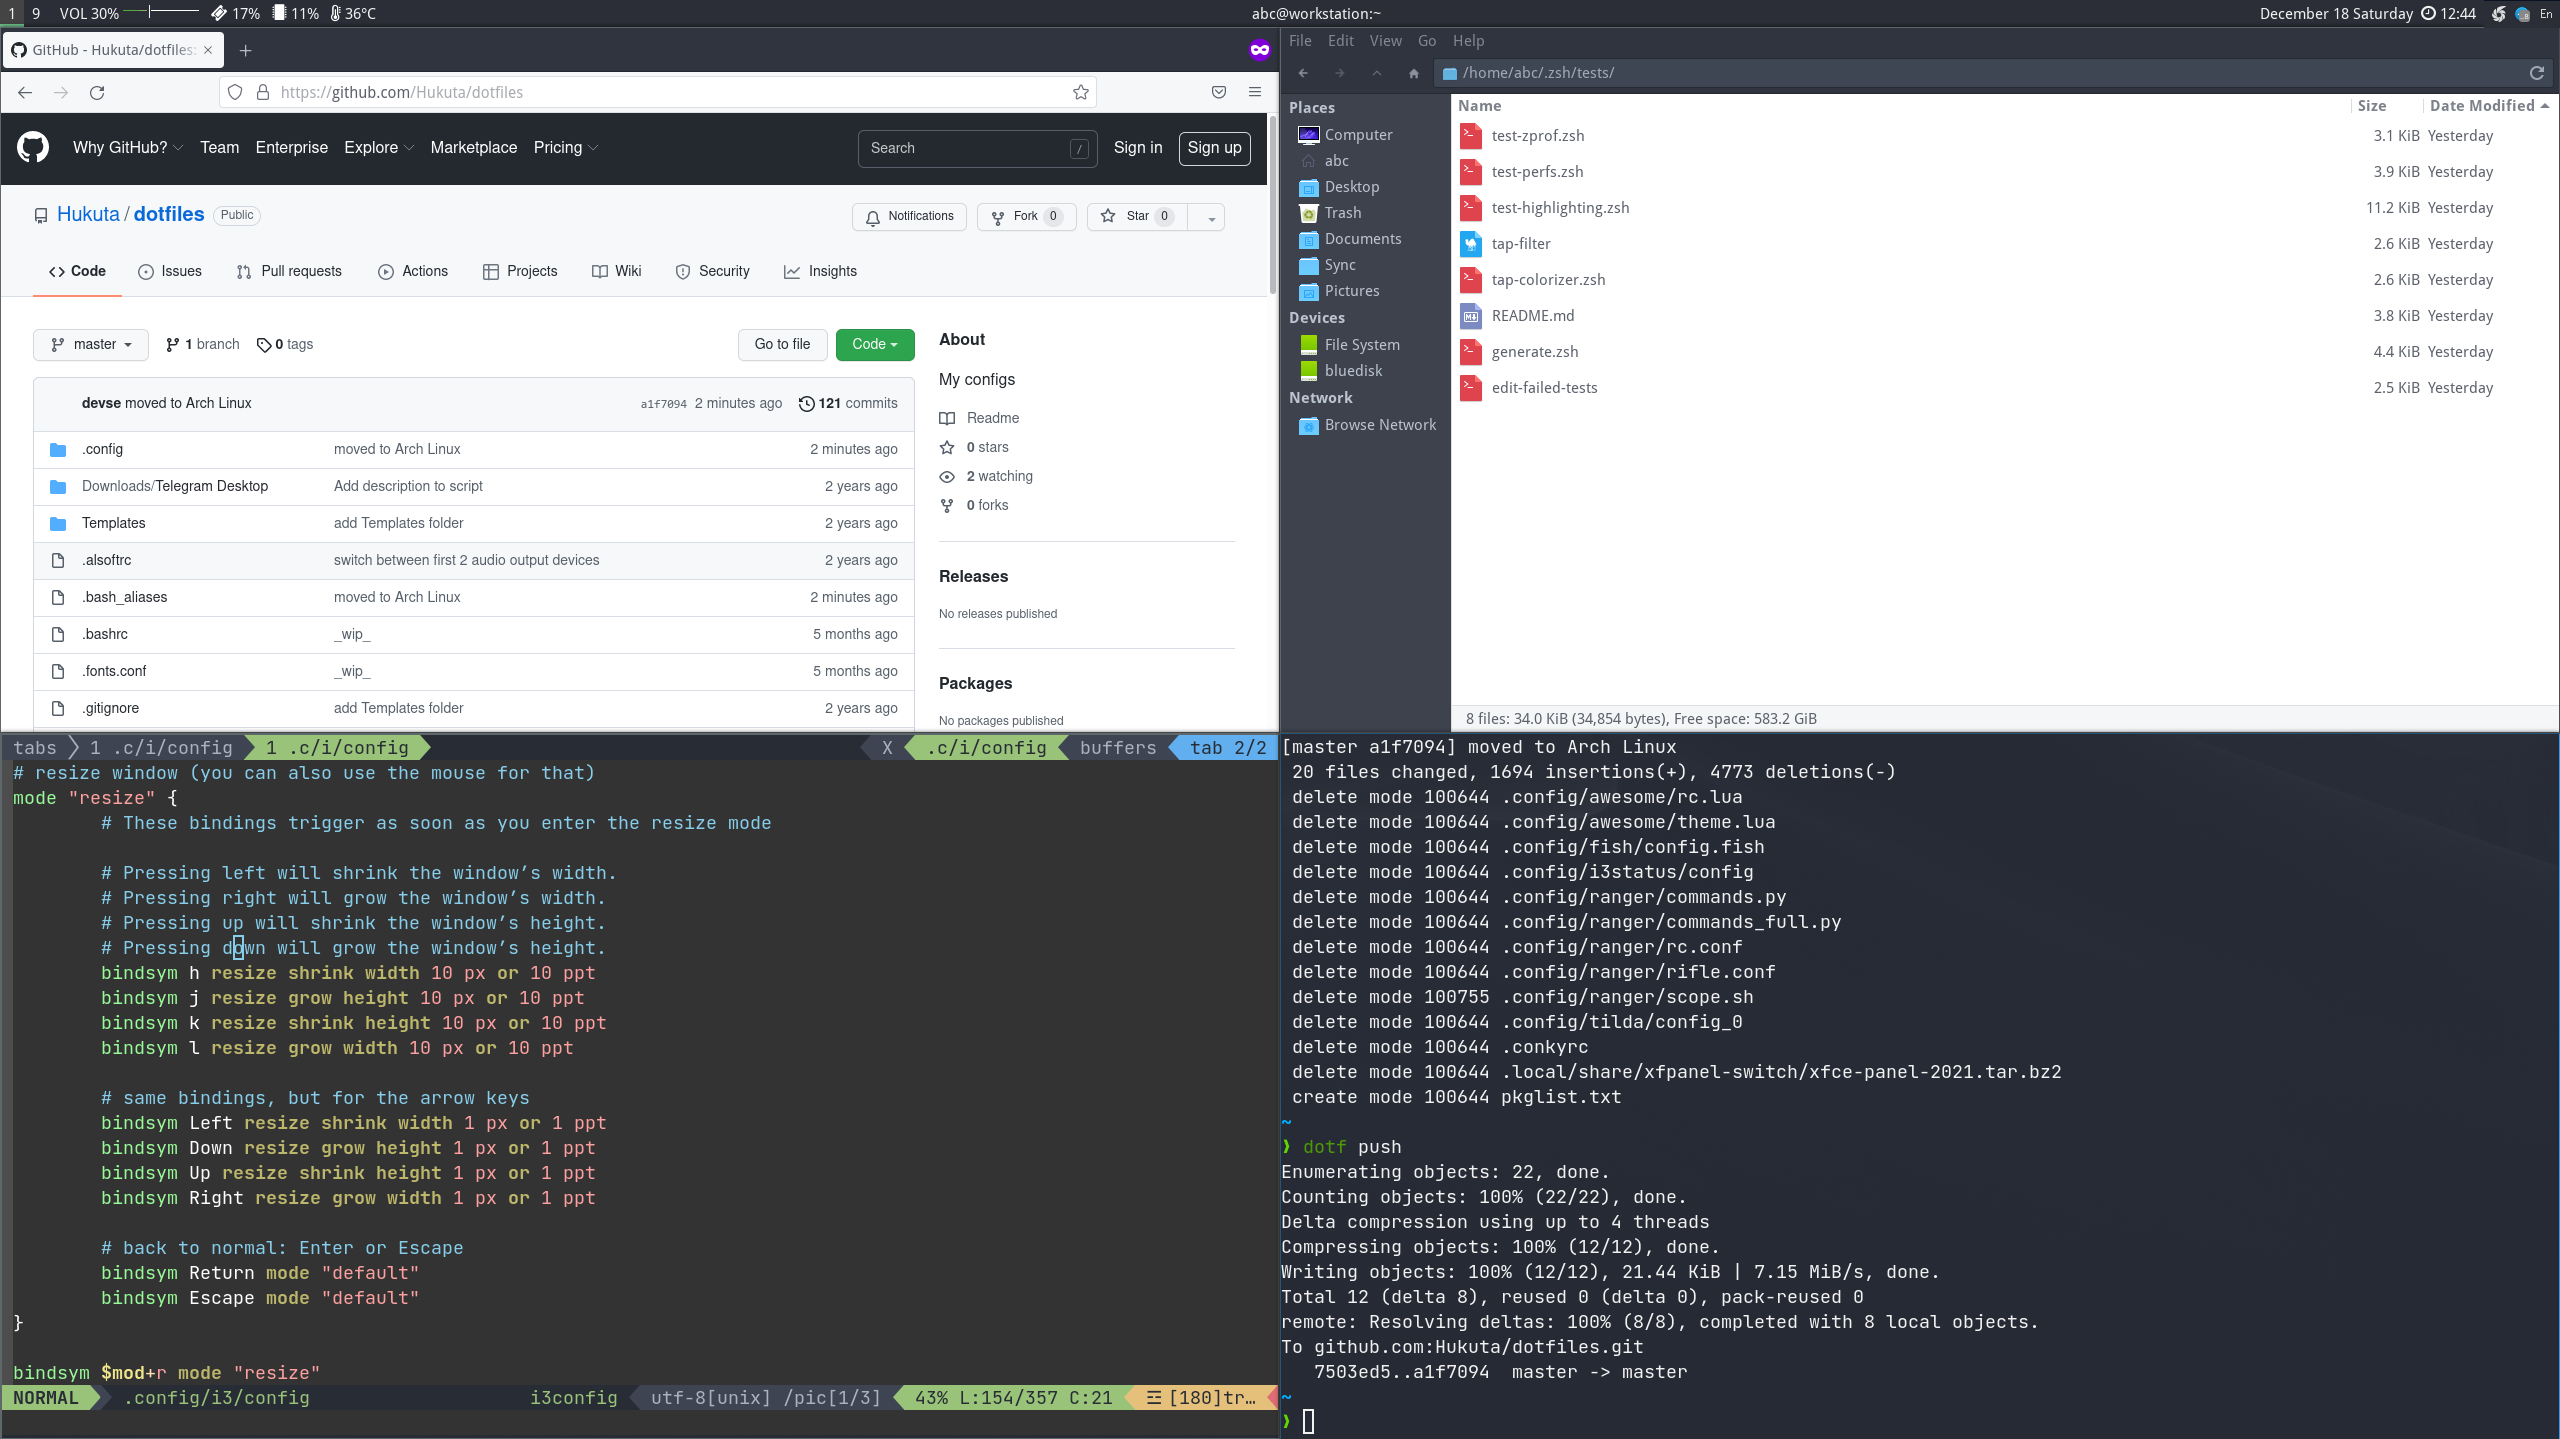 1 9 VOL 30% 17% 11% 36°C
abc@workstation:~
December 18 Saturday 12:44 En
GitHub - Hukuta/dotfiles:
https://github.com/Hukuta/dotfiles
Why GitHub? Team Enterprise Explore Marketplace Pricing Search / Sign in Sign up
Hukuta / dotfiles Public
Notifications Fork 0 Star 0
Code Issues Pull requests Actions Projects Wiki Security Insights
master 1 branch 0 tags Go to file Code
devse moved to Arch Linux a1f7094 2 minutes ago 121 commits
.config moved to Arch Linux 2 minutes ago
Downloads/Telegram Desktop Add description to script 2 years ago
Templates add Templates folder 2 years ago
.alsoftrc switch between first 2 audio output devices 2 years ago
.bash_aliases moved to Arch Linux 2 minutes ago
.bashrc _wip_ 5 months ago
.fonts.conf _wip_ 5 months ago
.gitignore add Templates folder 2 years ago
About
My configs
Readme
0 stars
2 watching
0 forks
Releases
No releases published
Packages
No packages published
File Edit View Go Help
/home/abc/.zsh/tests/
Places
Computer
abc
Desktop
Trash
Documents
Sync
Pictures
Devices
File System
bluedisk
Network
Browse Network
Name Size Date Modified
test-zprof.zsh 3.1 KiB Yesterday
test-perfs.zsh 3.9 KiB Yesterday
test-highlighting.zsh 11.2 KiB Yesterday
tap-filter 2.6 KiB Yesterday
tap-colorizer.zsh 2.6 KiB Yesterday
README.md 3.8 KiB Yesterday
generate.zsh 4.4 KiB Yesterday
edit-failed-tests 2.5 KiB Yesterday
8 files: 34.0 KiB (34,854 bytes), Free space: 583.2 GiB
tabs 1 .c/i/config 1 .c/i/config X .c/i/config buffers tab 2/2
# resize window (you can also use the mouse for that)
mode "resize" {
# These bindings trigger as soon as you enter the resize mode
# Pressing left will shrink the window’s width.
# Pressing right will grow the window’s width.
# Pressing up will shrink the window’s height.
# Pressing down will grow the window’s height.
bindsym h resize shrink width 10 px or 10 ppt
bindsym j resize grow height 10 px or 10 ppt
bindsym k resize shrink height 10 px or 10 ppt
bindsym l resize grow width 10 px or 10 ppt
# same bindings, but for the arrow keys
bindsym Left resize shrink width 1 px or 1 ppt
bindsym Down resize grow height 1 px or 1 ppt
bindsym Up resize shrink height 1 px or 1 ppt
bindsym Right resize grow width 1 px or 1 ppt
# back to normal: Enter or Escape
bindsym Return mode "default"
bindsym Escape mode "default"
}
bindsym $mod+r mode "resize"
NORMAL .config/i3/config i3config utf-8[unix] /pic[1/3] 43% L:154/357 C:21 ☲ [180]tr…
[master a1f7094] moved to Arch Linux
20 files changed, 1694 insertions(+), 4773 deletions(-)
delete mode 100644 .config/awesome/rc.lua
delete mode 100644 .config/awesome/theme.lua
delete mode 100644 .config/fish/config.fish
delete mode 100644 .config/i3status/config
delete mode 100644 .config/ranger/commands.py
delete mode 100644 .config/ranger/commands_full.py
delete mode 100644 .config/ranger/rc.conf
delete mode 100644 .config/ranger/rifle.conf
delete mode 100755 .config/ranger/scope.sh
delete mode 100644 .config/tilda/config_0
delete mode 100644 .conkyrc
delete mode 100644 .local/share/xfpanel-switch/xfce-panel-2021.tar.bz2
create mode 100644 pkglist.txt
~
❯ dotf push
Enumerating objects: 22, done.
Counting objects: 100% (22/22), done.
Delta compression using up to 4 threads
Compressing objects: 100% (12/12), done.
Writing objects: 100% (12/12), 21.44 KiB | 7.15 MiB/s, done.
Total 12 (delta 8), reused 0 (delta 0), pack-reused 0
remote: Resolving deltas: 100% (8/8), completed with 8 local objects.
To github.com:Hukuta/dotfiles.git
7503ed5..a1f7094 master -> master
~
❯